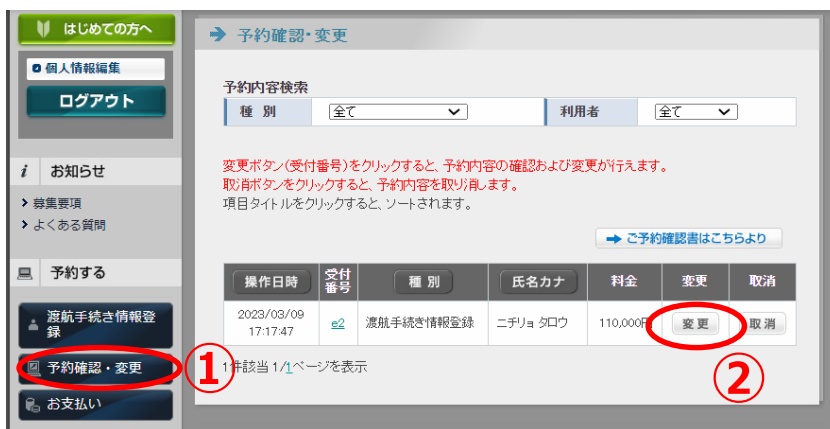 はじめての方へ
個人情報編集
ログアウト
i お知らせ
募集要項
よくある質問
予約する
渡航手続き情報登
録
予約確認・変更
お支払い
予約確認・変更
予約内容検索
種 別 全て 利用者 全て
変更ボタン(受付番号)をクリックすると、予約内容の確認および変更が行えます。
取消ボタンをクリックすると、予約内容を取り消します。
項目タイトルをクリックすると、ソートされます。
ご予約確認書はこちらより
操作日時 受付番号 種 別 氏名カナ 料金 変更 取消
2023/03/09
17:17:47 e2 渡航手続き情報登録 ニチリョ タロウ 110,000円 変 更 取 消
1件該当 1/1ページを表示
①
②